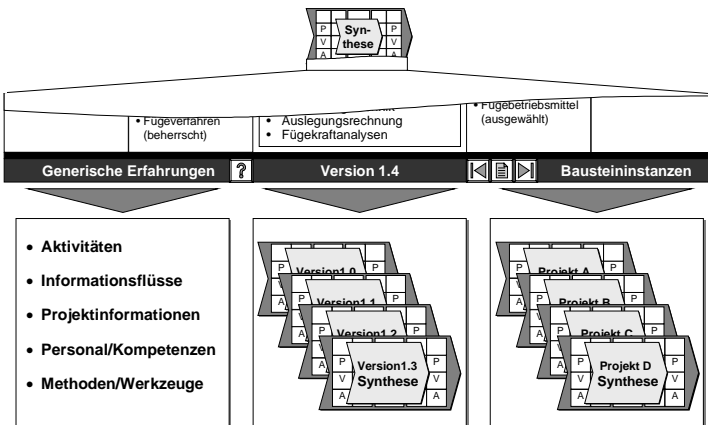 P Syn- P
V these V
A A
• Fügeverfahren
(beherrscht)
Auslegungsrechnung
• Fügekraftanalysen
• Fügebetriebsmittel
(ausgewählt)
Generische Erfahrungen ? Version 1.4 Bausteininstanzen
• Aktivitäten
• Informationsflüsse
• Projektinformationen
• Personal/Kompetenzen
• Methoden/Werkzeuge
P Version1.0 P
Version1.1 P
A Version1.2 P
P Version1.3 P
V Synthese V
A A
P Projekt A P
Projekt B P
A Projekt C P
P Projekt D P
V Synthese V
A A